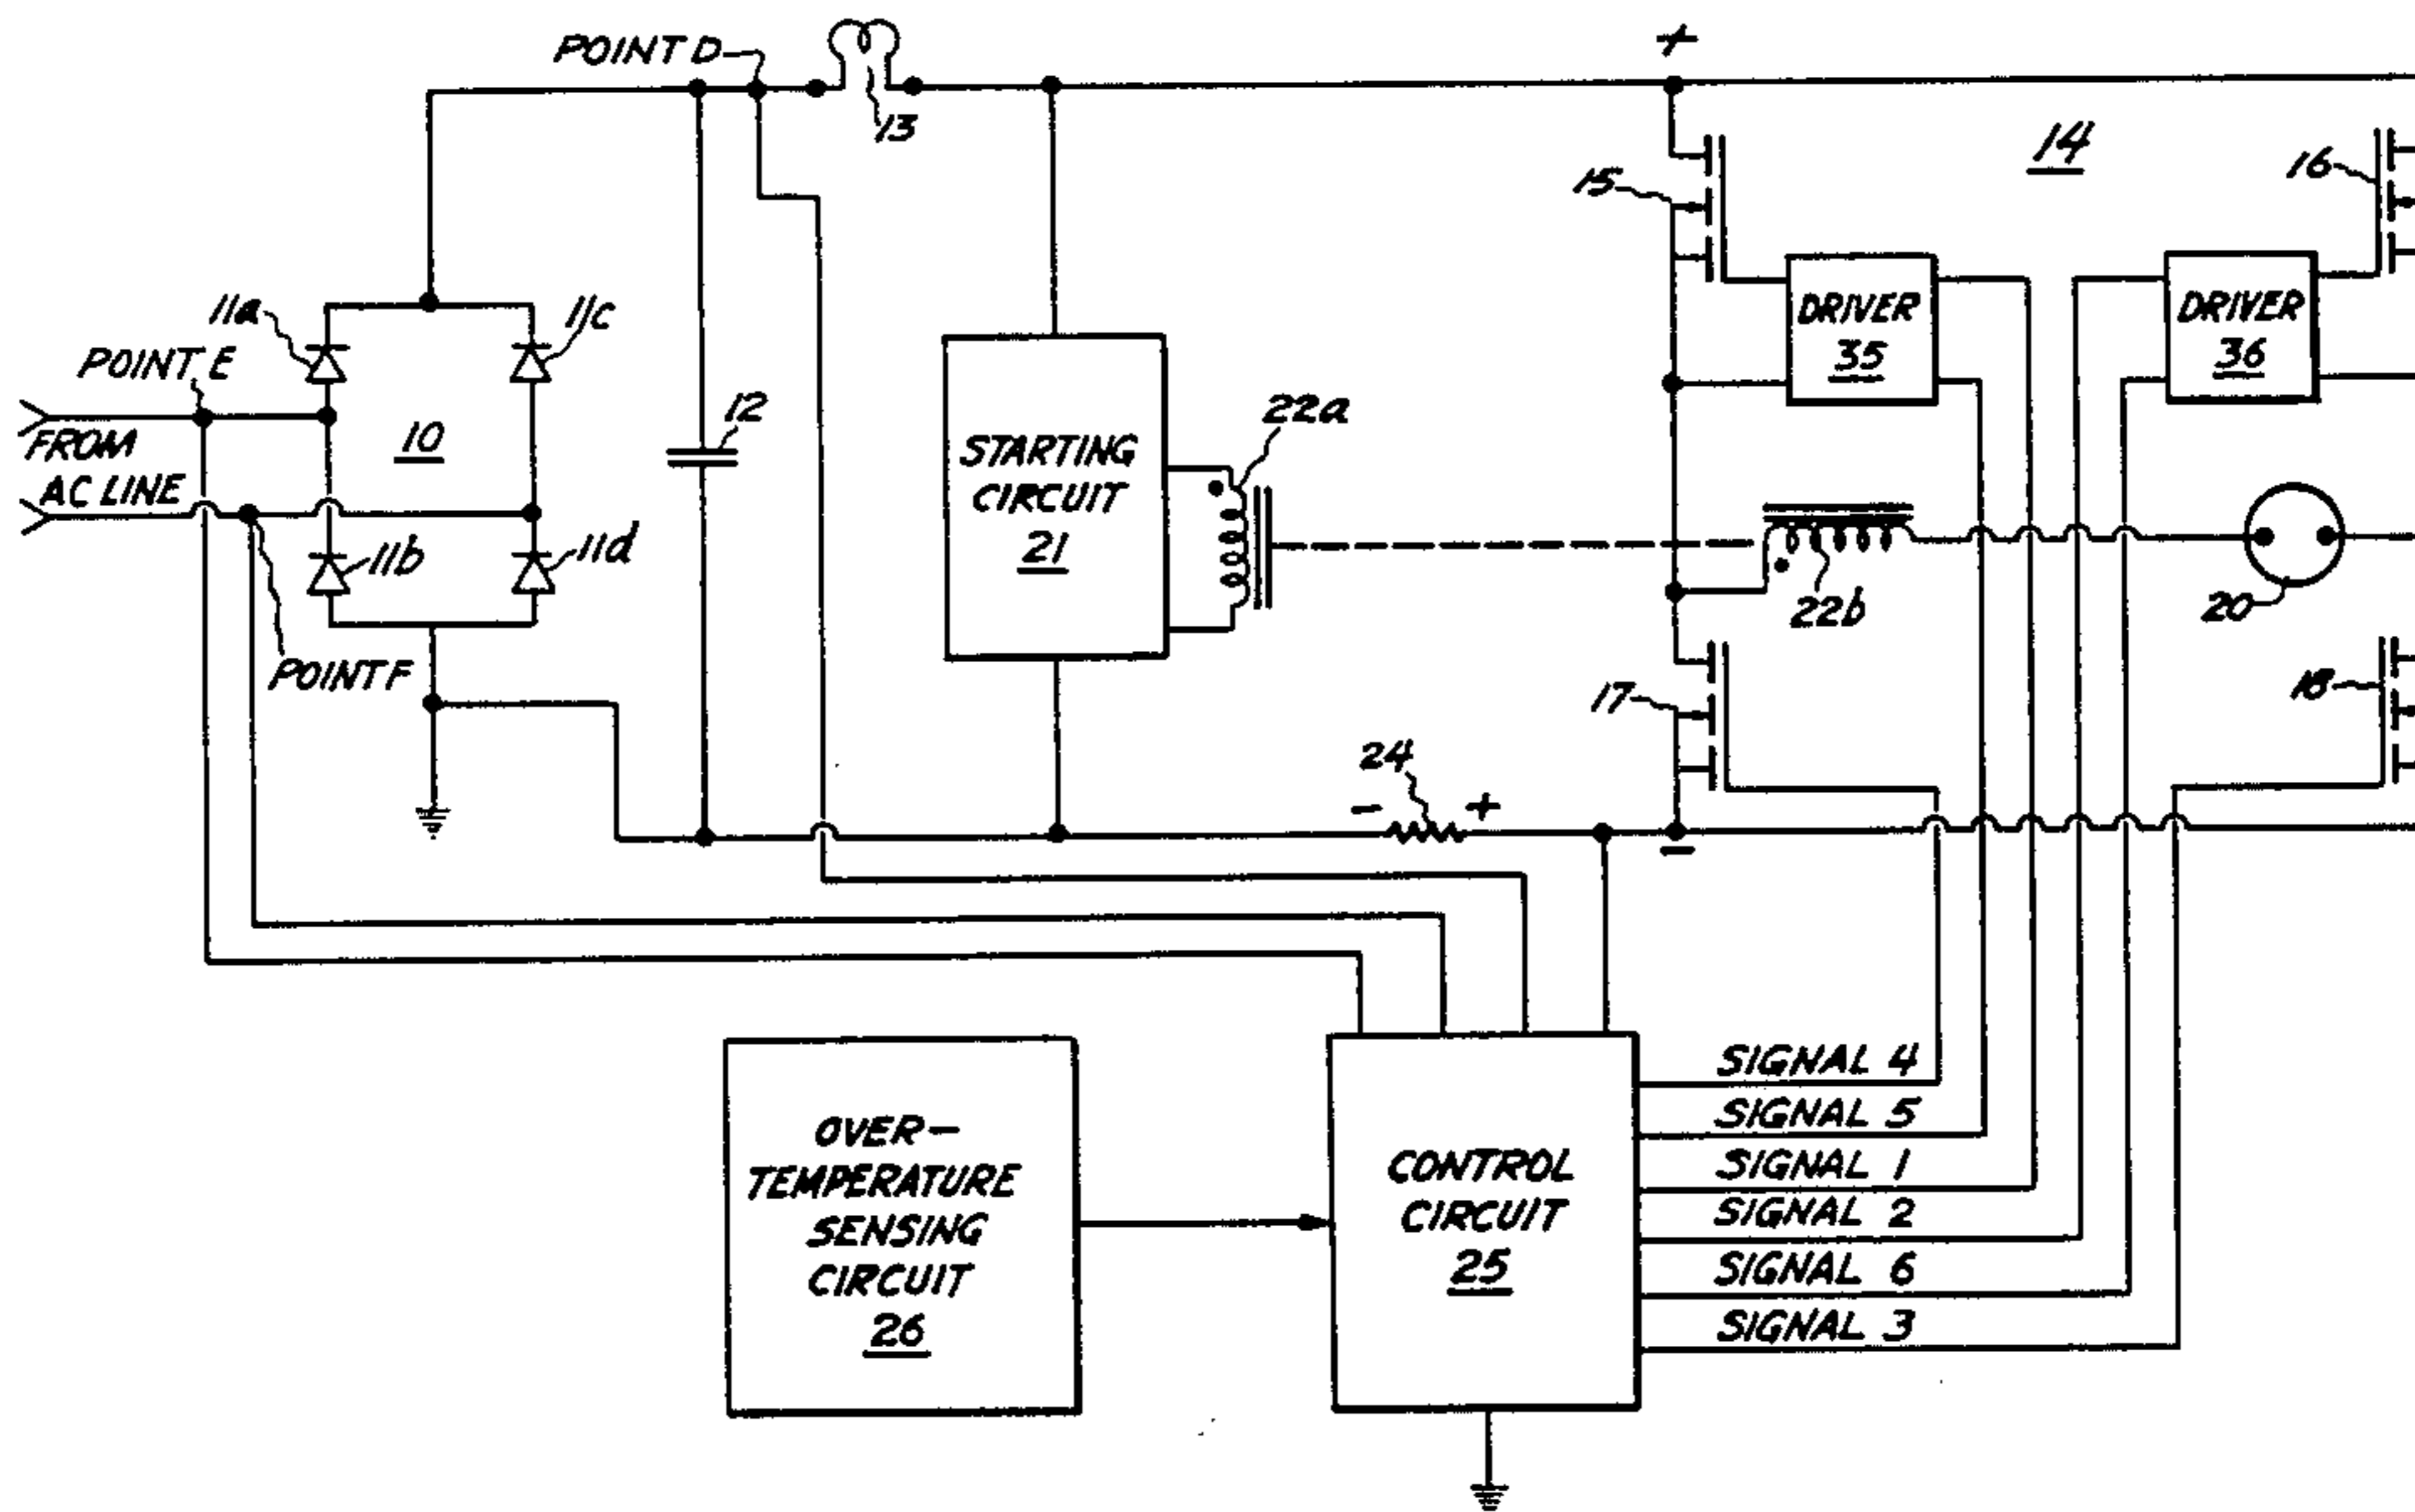 POINT D
13
+
14
15
16
11a
11c
POINT E
FROM
AC LINE
10
12
11b
11d
POINT F
STARTING
CIRCUIT
21
22a
DRIVER
35
DRIVER
36
22b
20
17
18
24
- +
-
OVER-
TEMPERATURE
SENSING
CIRCUIT
26
CONTROL
CIRCUIT
25
SIGNAL 4
SIGNAL 5
SIGNAL 1
SIGNAL 2
SIGNAL 6
SIGNAL 3